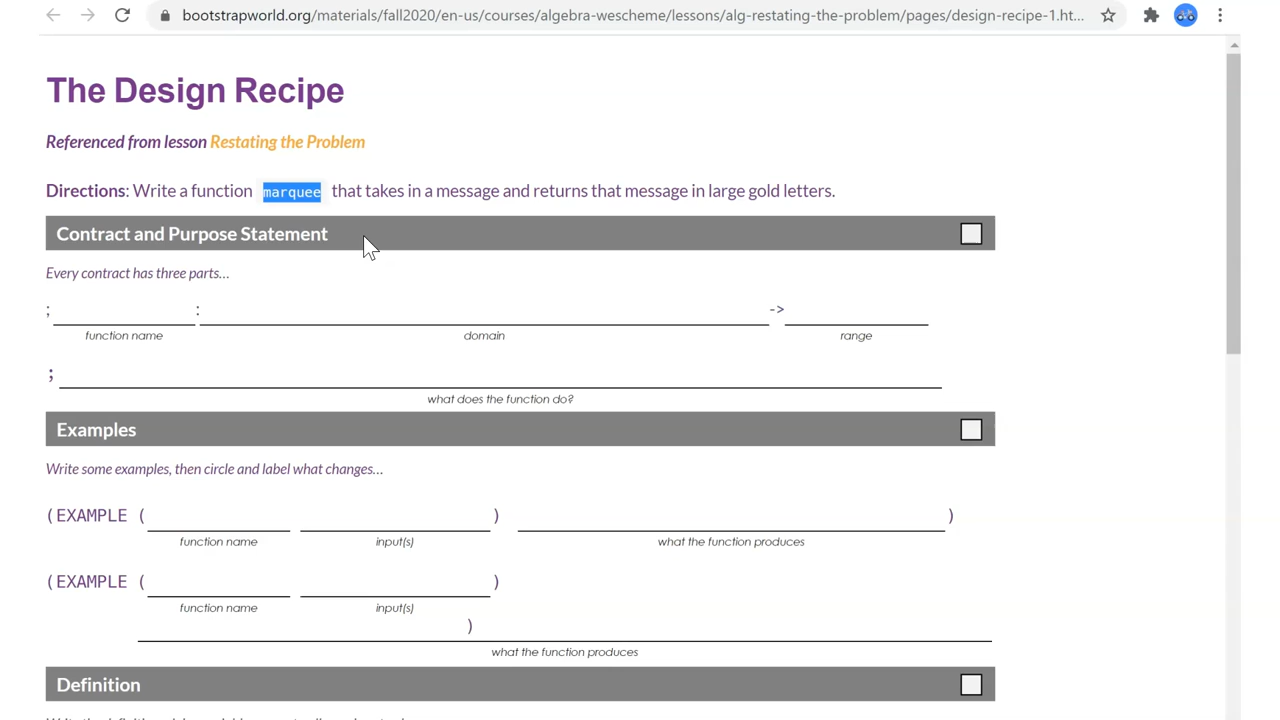 bootstrapworld.org/materials/fall2020/en-us/courses/algebra-wescheme/lessons/alg-restating-the-problem/pages/design-recipe-1.ht...
The Design Recipe
Referenced from lesson Restating the Problem
Directions: Write a function marquee that takes in a message and returns that message in large gold letters.
Contract and Purpose Statement
Every contract has three parts...
; : ->
function name domain range
;
what does the function do?
Examples
Write some examples, then circle and label what changes...
(EXAMPLE ( ) )
function name input(s) what the function produces
(EXAMPLE ( )
function name input(s)
)
what the function produces
Definition